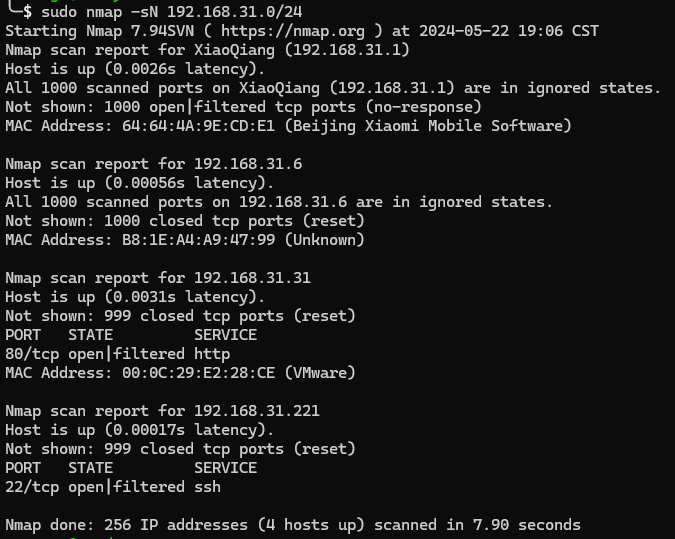 └─$ sudo nmap -sN 192.168.31.0/24
Starting Nmap 7.94SVN ( https://nmap.org ) at 2024-05-22 19:06 CST
Nmap scan report for XiaoQiang (192.168.31.1)
Host is up (0.0026s latency).
All 1000 scanned ports on XiaoQiang (192.168.31.1) are in ignored states.
Not shown: 1000 open|filtered tcp ports (no-response)
MAC Address: 64:64:4A:9E:CD:E1 (Beijing Xiaomi Mobile Software)

Nmap scan report for 192.168.31.6
Host is up (0.00056s latency).
All 1000 scanned ports on 192.168.31.6 are in ignored states.
Not shown: 1000 closed tcp ports (reset)
MAC Address: B8:1E:A4:A9:47:99 (Unknown)

Nmap scan report for 192.168.31.31
Host is up (0.0031s latency).
Not shown: 999 closed tcp ports (reset)
PORT   STATE         SERVICE
80/tcp open|filtered http
MAC Address: 00:0C:29:E2:28:CE (VMware)

Nmap scan report for 192.168.31.221
Host is up (0.00017s latency).
Not shown: 999 closed tcp ports (reset)
PORT   STATE         SERVICE
22/tcp open|filtered ssh

Nmap done: 256 IP addresses (4 hosts up) scanned in 7.90 seconds